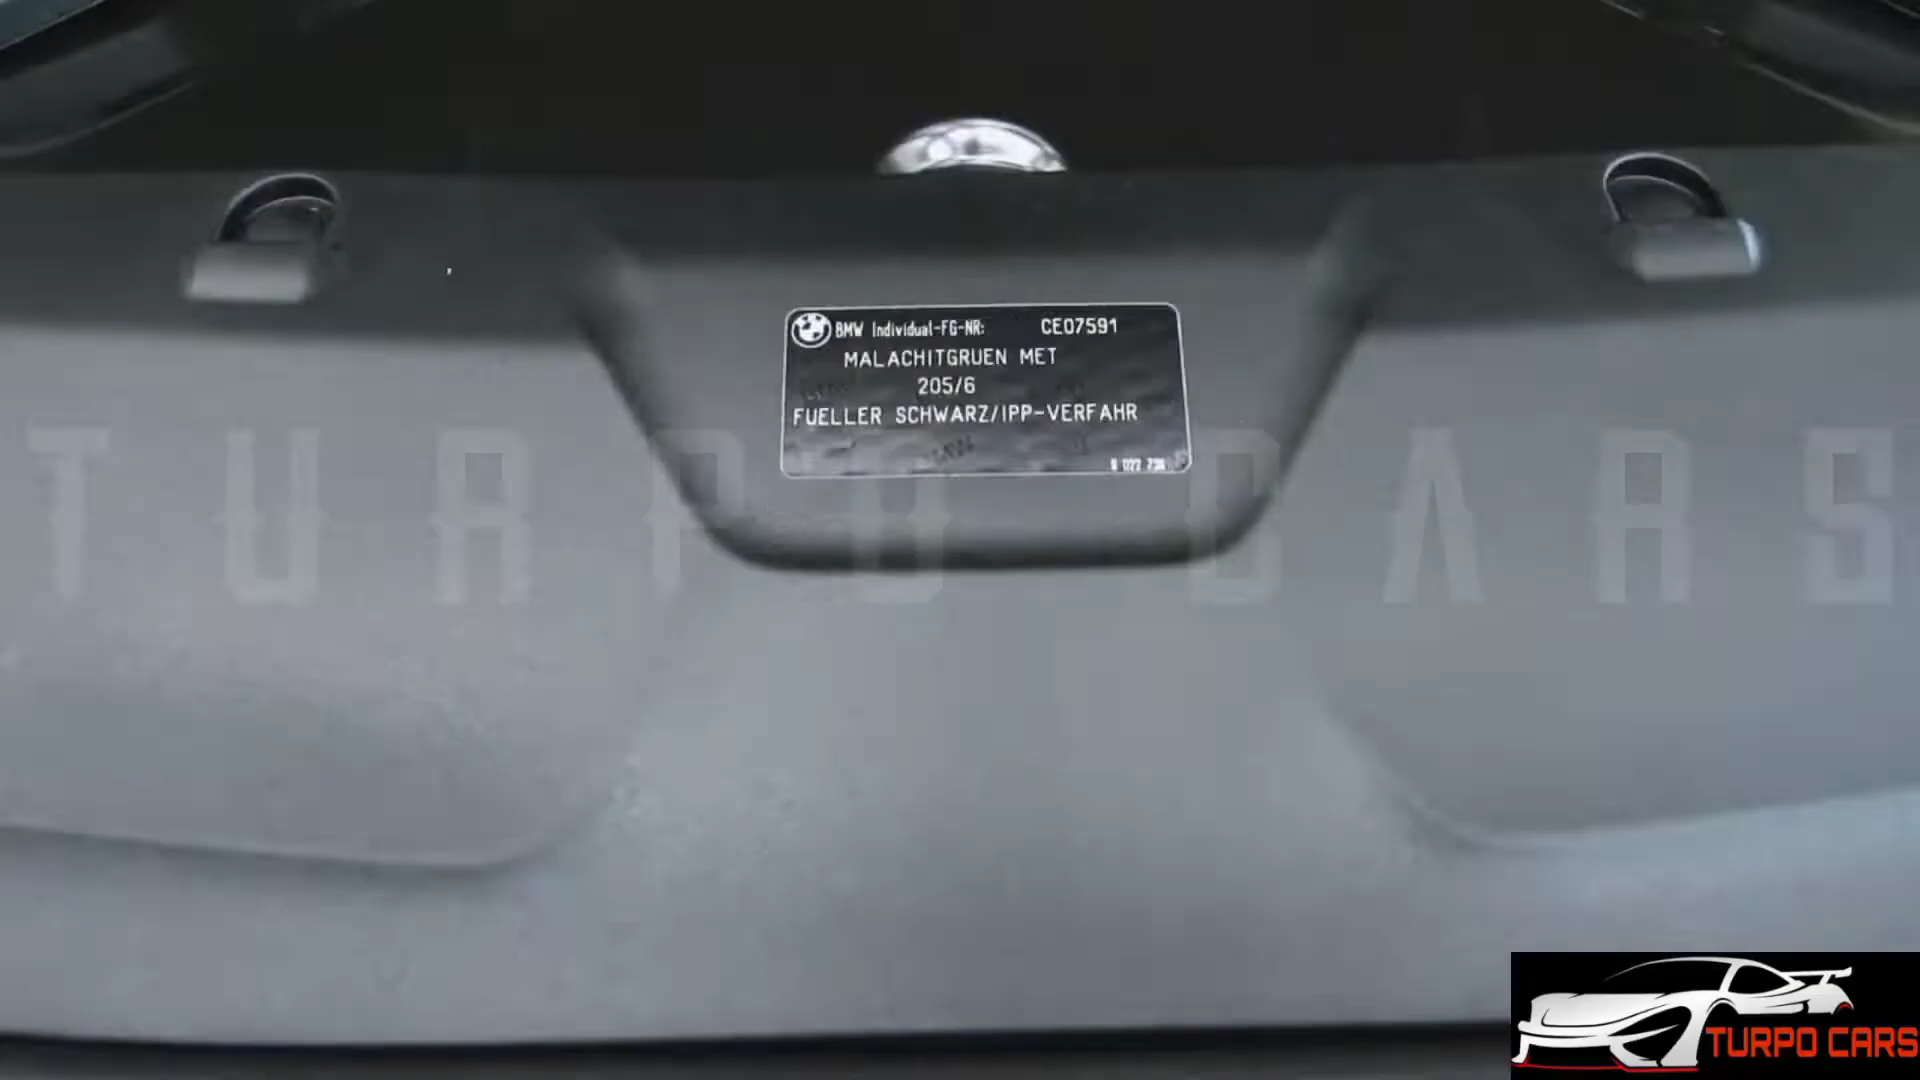 BMW Individual-FG-NR: CE07591
MALACHITGRUEN MET
205/6
FUELLER SCHWARZ/IPP-VERFAHR
TURPO CARS
TURPO CARS